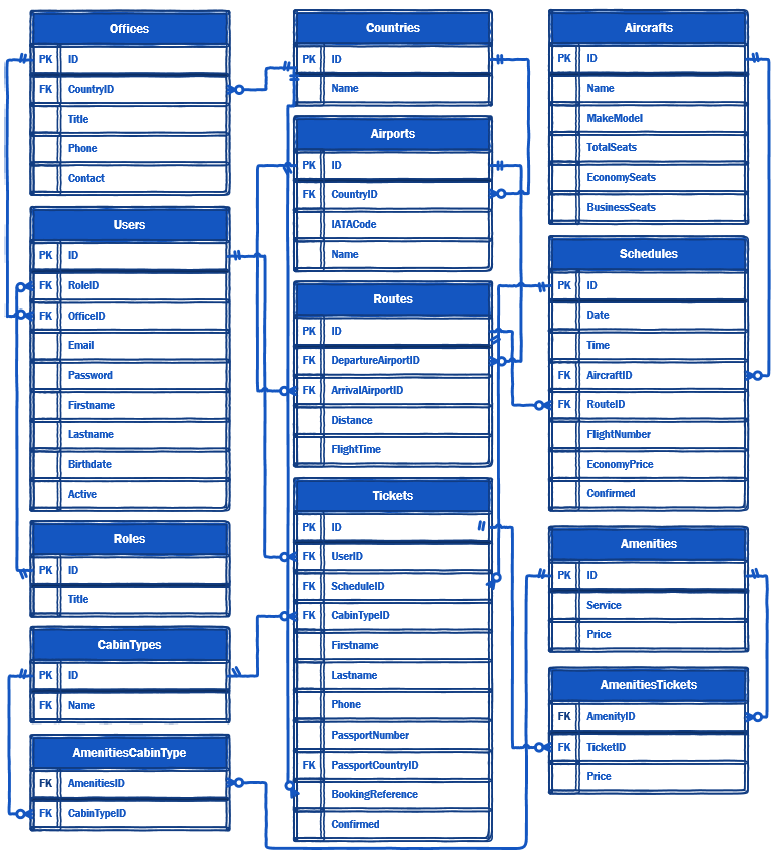 Offices
PK ID
FK CountryID
Title
Phone
Contact
Users
PK ID
FK RoleID
FK OfficeID
Email
Password
Firstname
Lastname
Birthdate
Active
Roles
PK ID
Title
CabinTypes
PK ID
FK Name
AmenitiesCabinType
FK AmenitiesID
FK CabinTypeID
Countries
PK ID
FK Name
Airports
PK ID
FK CountryID
IATACode
Name
Routes
PK ID
FK DepartureAirportID
FK ArrivalAirportID
Distance
FlightTime
Tickets
PK ID
FK UserID
FK ScheduleID
FK CabinTypeID
Firstname
Lastname
Phone
PassportNumber
FK PassportCountryID
BookingReference
Confirmed
Aircrafts
PK ID
Name
MakeModel
TotalSeats
EconomySeats
BusinessSeats
Schedules
PK ID
Date
Time
FK AircraftID
FK RouteID
FlightNumber
EconomyPrice
Confirmed
Amenities
PK ID
Service
Price
AmenitiesTickets
FK AmenityID
FK TicketID
Price